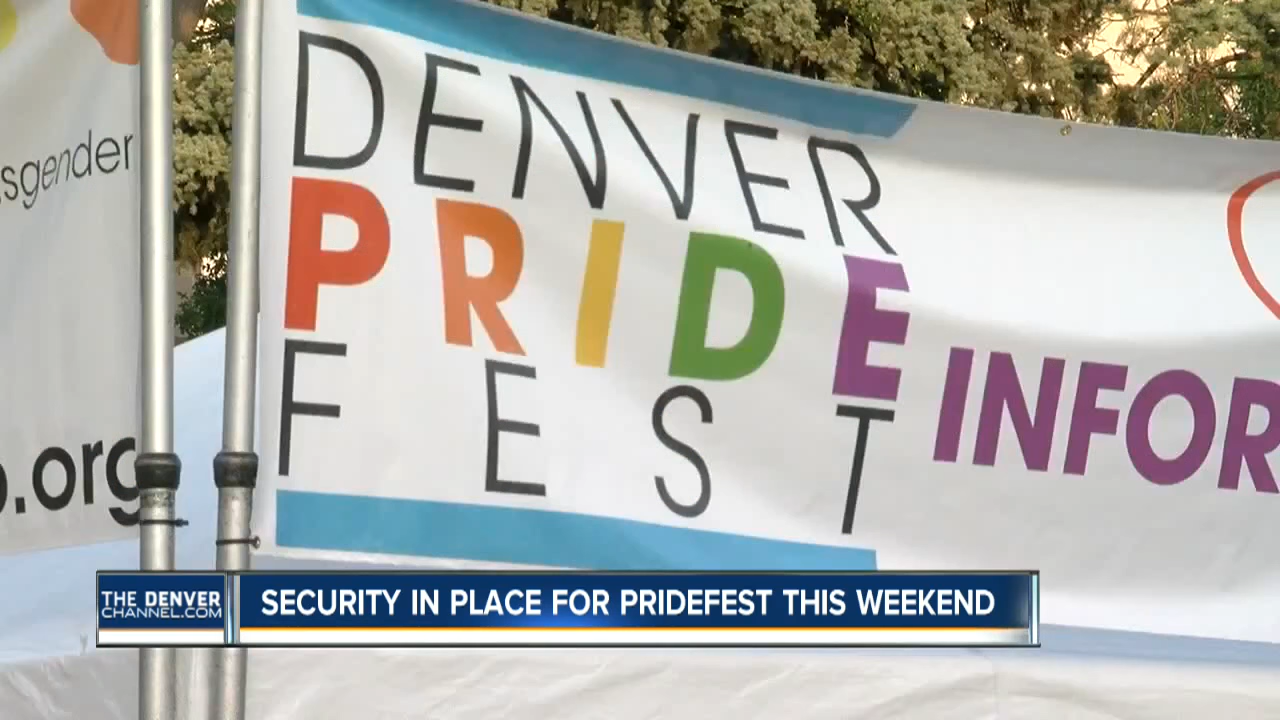 sgender
.org
DENVER
PRIDE
FEST
INFOR
THE DENVER
CHANNEL.COM
SECURITY IN PLACE FOR PRIDEFEST THIS WEEKEND